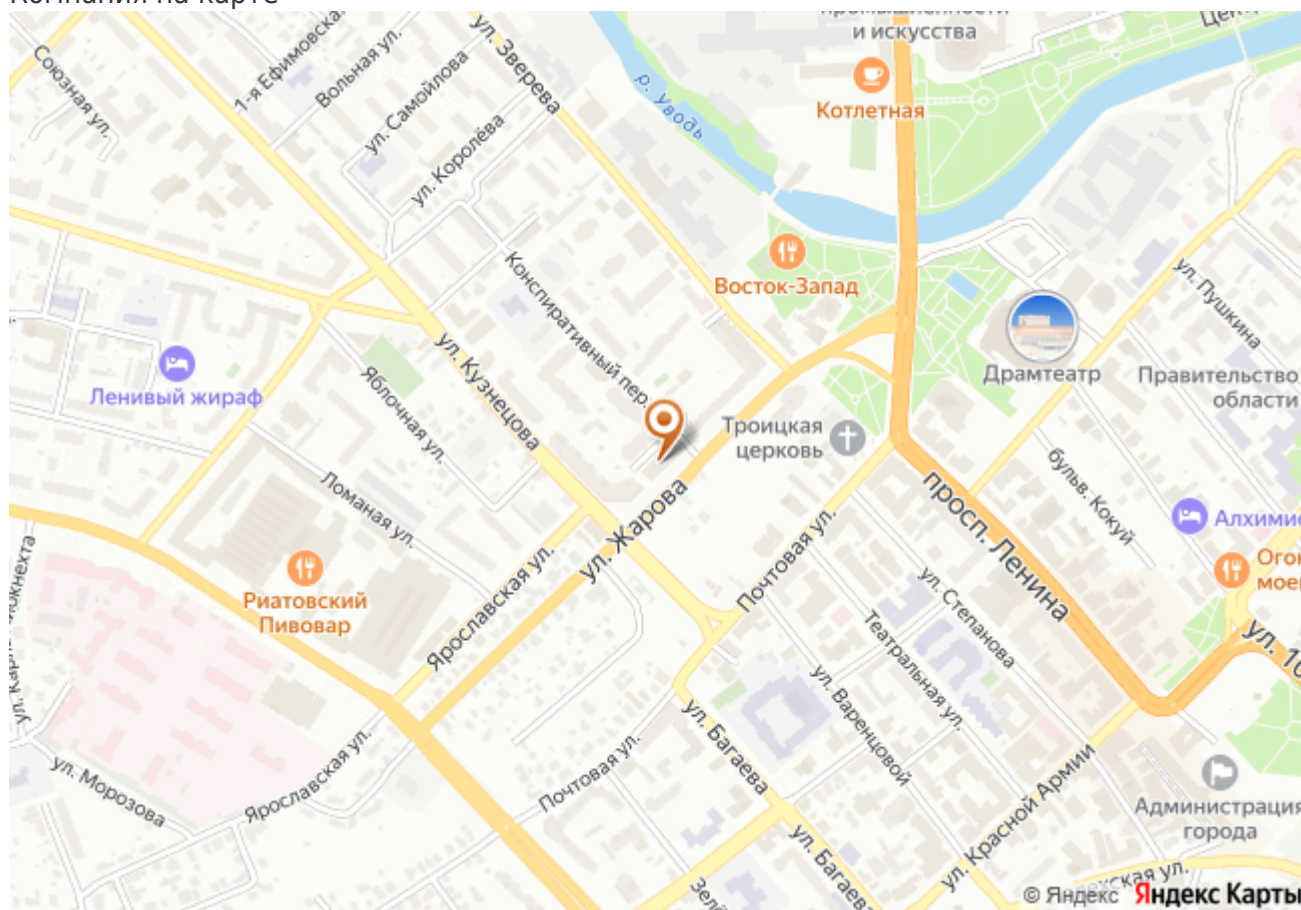 Компания на карте
промышленности
и искусства
Котлетная
р. Уводь
ул. Зверева
1-я Ефимовская
Вольная ул.
ул. Самойлова
ул. Королёва
Союзная ул.
Восток-Запад
Конспиративный пер.
ул. Пушкина
Драмтеатр
Правительство
области
Ленивый жираф
Яблочная ул.
ул. Кузнецова
Троицкая
церковь
бульв. Кокуй
просп. Ленина
Ломаная ул.
ул. Жарова
Почтовая ул.
Ярославская ул.
Риатовский
Пивовар
ул. Степанова
Театральная ул.
ул. Варенцовой
ул. Багаева
Почтовая ул.
ул. Морозова
Ярославская ул.
ул. Красной Армии
Администрация
города
ул. Багаева
© Яндекс Яндекс Карты